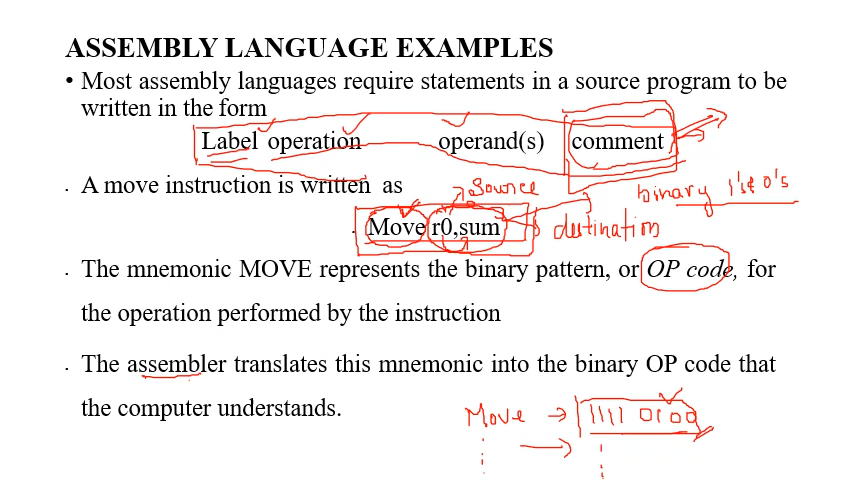 ASSEMBLY LANGUAGE EXAMPLES
• Most assembly languages require statements in a source program to be
written in the form
Label operation operand(s) comment
. A move instruction is written as
Source
binary 1's & 0's
. Move r0,sum
destination
. The mnemonic MOVE represents the binary pattern, or OP code, for
the operation performed by the instruction
. The assembler translates this mnemonic into the binary OP code that
the computer understands.
Move → 1111 0100